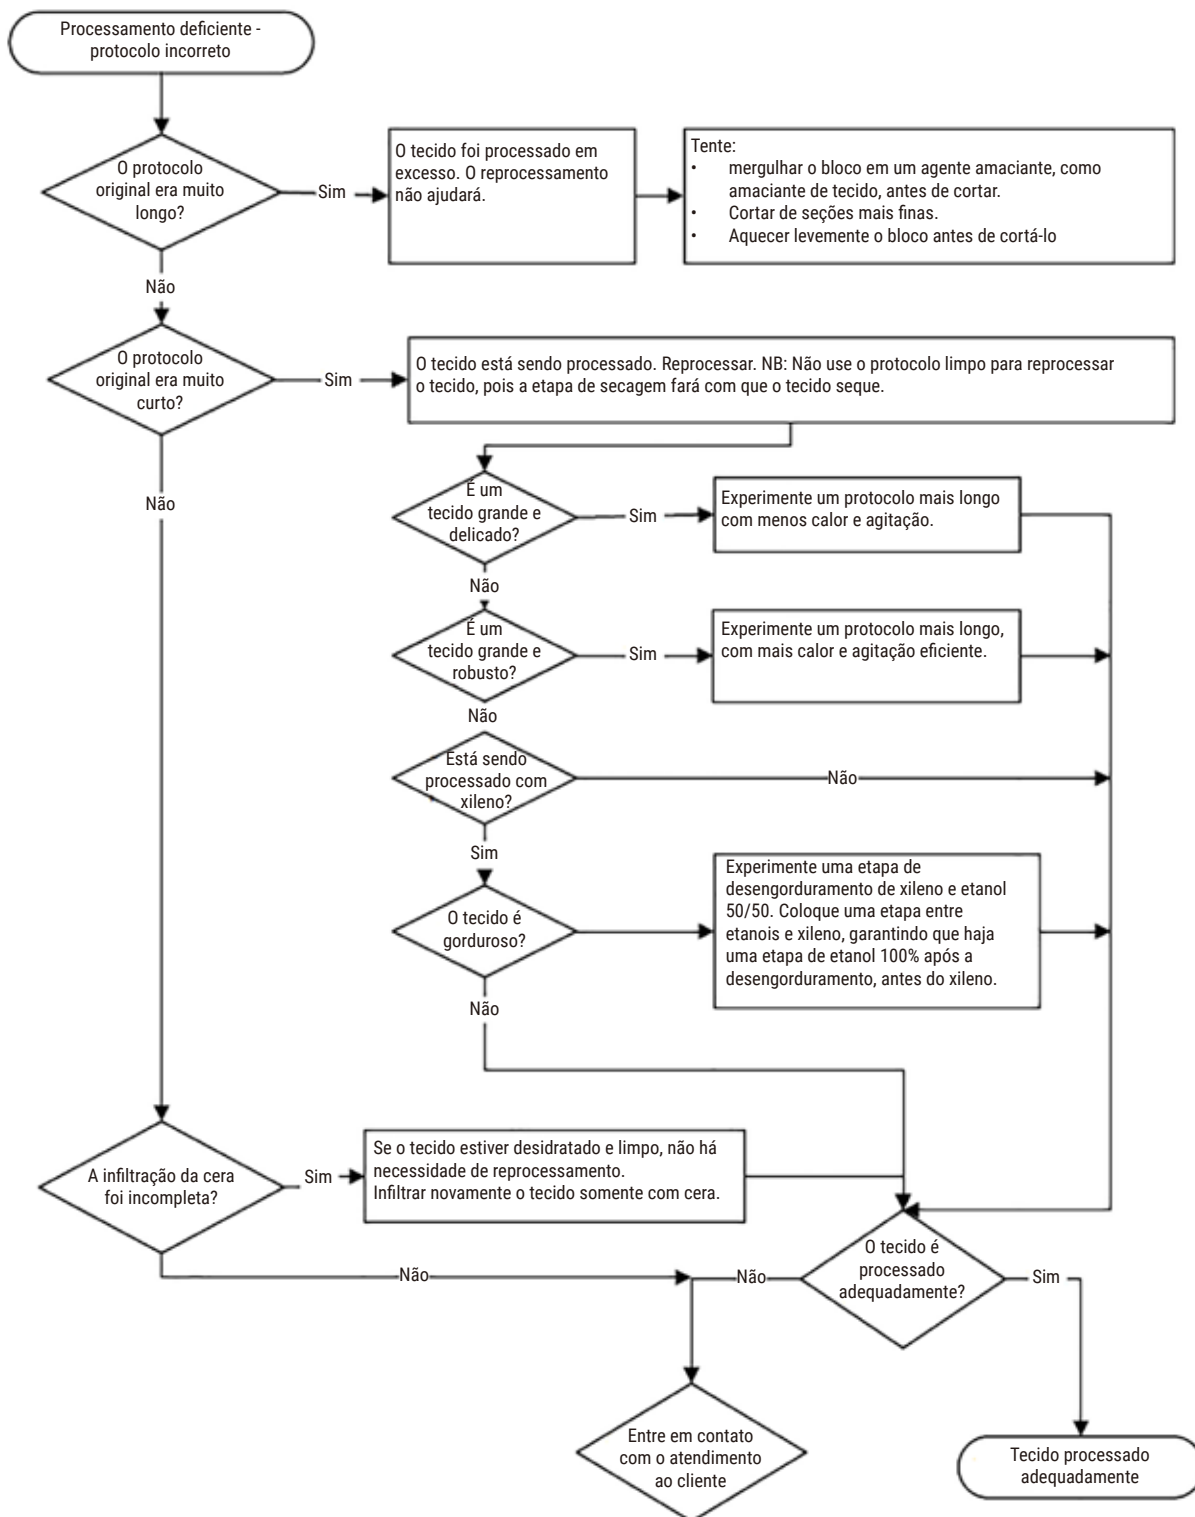 Processamento deficiente -
protocolo incorreto
O protocolo
original era muito
longo?
Sim
O tecido foi processado em
excesso. O reprocessamento
não ajudará.
Tente:
• mergulhar o bloco em um agente amaciante, como
amaciante de tecido, antes de cortar.
• Cortar de seções mais finas.
• Aquecer levemente o bloco antes de cortá-lo
Não
O protocolo
original era muito
curto?
Sim
O tecido está sendo processado. Reprocessar. NB: Não use o protocolo limpo para reprocessar
o tecido, pois a etapa de secagem fará com que o tecido seque.
Não
É um
tecido grande e
delicado?
Sim
Experimente um protocolo mais longo
com menos calor e agitação.
Não
É um
tecido grande e
robusto?
Sim
Experimente um protocolo mais longo,
com mais calor e agitação eficiente.
Não
Está sendo
processado com
xileno?
Não
Sim
O tecido é
gorduroso?
Experimente uma etapa de
desengorduramento de xileno e etanol
50/50. Coloque uma etapa entre
etanois e xileno, garantindo que haja
uma etapa de etanol 100% após a
desengorduramento, antes do xileno.
Não
A infiltração da cera
foi incompleta?
Sim
Se o tecido estiver desidratado e limpo, não há
necessidade de reprocessamento.
Infiltrar novamente o tecido somente com cera.
Não
O tecido é
processado
adequadamente?
Não
Sim
Entre em contato
com o atendimento
ao cliente
Tecido processado
adequadamente